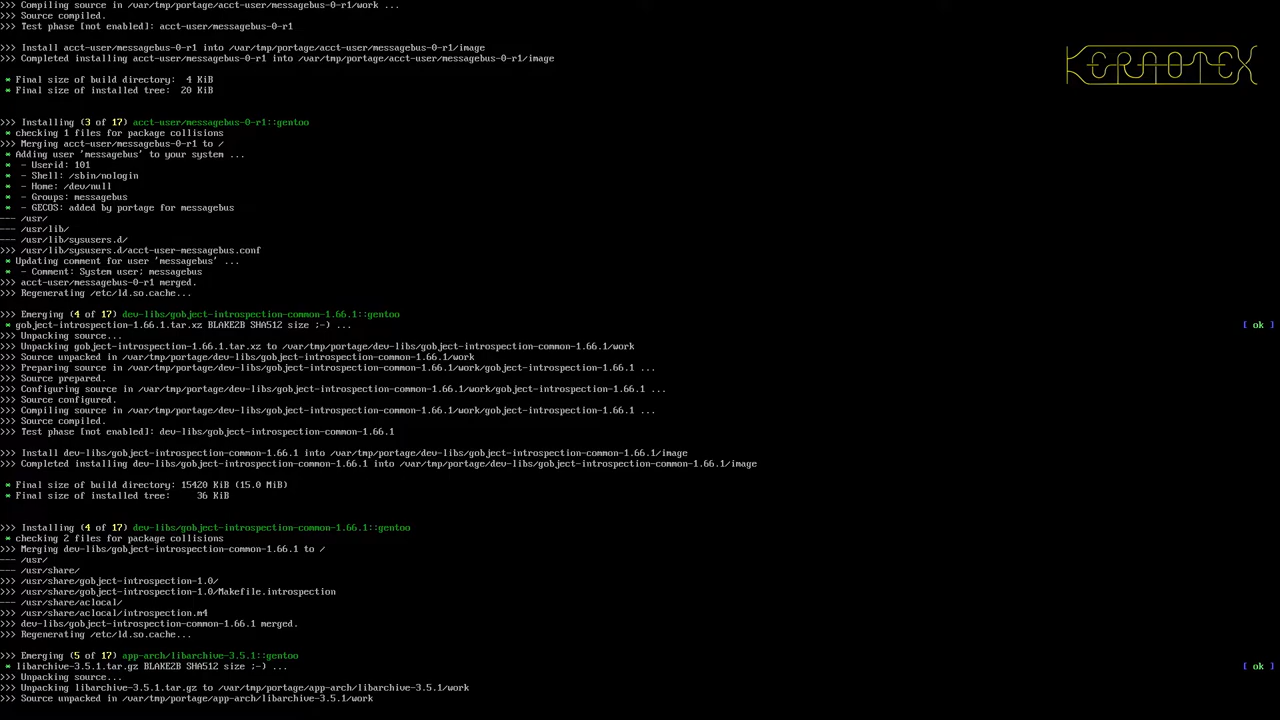 >>> Compiling source in /var/tmp/portage/acct-user/messagebus-0-r1/work ...
>>> Source compiled.
>>> Test phase [not enabled]: acct-user/messagebus-0-r1
>>> Install acct-user/messagebus-0-r1 into /var/tmp/portage/acct-user/messagebus-0-r1/image
>>> Completed installing acct-user/messagebus-0-r1 into /var/tmp/portage/acct-user/messagebus-0-r1/image
KERNOTEX
* Final size of build directory:  4 KiB
* Final size of installed tree:  20 KiB
>>> Installing (3 of 17) acct-user/messagebus-0-r1::gentoo
* checking 1 files for package collisions
>>> Merging acct-user/messagebus-0-r1 to /
* Adding user 'messagebus' to your system ...
*  - Userid: 101
*  - Shell: /sbin/nologin
*  - Home: /dev/null
*  - Groups: messagebus
*  - GECOS: added by portage for messagebus
--- /usr/
--- /usr/lib/
--- /usr/lib/sysusers.d/
>>> /usr/lib/sysusers.d/acct-user-messagebus.conf
* Updating comment for user 'messagebus' ...
*  - Comment: System user; messagebus
>>> acct-user/messagebus-0-r1 merged.
>>> Regenerating /etc/ld.so.cache...
>>> Emerging (4 of 17) dev-libs/gobject-introspection-common-1.66.1::gentoo
* gobject-introspection-1.66.1.tar.xz BLAKE2B SHA512 size ;-) ... [ ok ]
>>> Unpacking source...
>>> Unpacking gobject-introspection-1.66.1.tar.xz to /var/tmp/portage/dev-libs/gobject-introspection-common-1.66.1/work
>>> Source unpacked in /var/tmp/portage/dev-libs/gobject-introspection-common-1.66.1/work
>>> Preparing source in /var/tmp/portage/dev-libs/gobject-introspection-common-1.66.1/work/gobject-introspection-1.66.1 ...
>>> Source prepared.
>>> Configuring source in /var/tmp/portage/dev-libs/gobject-introspection-common-1.66.1/work/gobject-introspection-1.66.1 ...
>>> Source configured.
>>> Compiling source in /var/tmp/portage/dev-libs/gobject-introspection-common-1.66.1/work/gobject-introspection-1.66.1 ...
>>> Source compiled.
>>> Test phase [not enabled]: dev-libs/gobject-introspection-common-1.66.1
>>> Install dev-libs/gobject-introspection-common-1.66.1 into /var/tmp/portage/dev-libs/gobject-introspection-common-1.66.1/image
>>> Completed installing dev-libs/gobject-introspection-common-1.66.1 into /var/tmp/portage/dev-libs/gobject-introspection-common-1.66.1/image
* Final size of build directory: 15420 KiB (15.0 MiB)
* Final size of installed tree:     36 KiB
>>> Installing (4 of 17) dev-libs/gobject-introspection-common-1.66.1::gentoo
* checking 2 files for package collisions
>>> Merging dev-libs/gobject-introspection-common-1.66.1 to /
--- /usr/
--- /usr/share/
>>> /usr/share/gobject-introspection-1.0/
>>> /usr/share/gobject-introspection-1.0/Makefile.introspection
--- /usr/share/aclocal/
>>> /usr/share/aclocal/introspection.m4
>>> dev-libs/gobject-introspection-common-1.66.1 merged.
>>> Regenerating /etc/ld.so.cache...
>>> Emerging (5 of 17) app-arch/libarchive-3.5.1::gentoo
* libarchive-3.5.1.tar.gz BLAKE2B SHA512 size ;-) ... [ ok ]
>>> Unpacking source...
>>> Unpacking libarchive-3.5.1.tar.gz to /var/tmp/portage/app-arch/libarchive-3.5.1/work
>>> Source unpacked in /var/tmp/portage/app-arch/libarchive-3.5.1/work